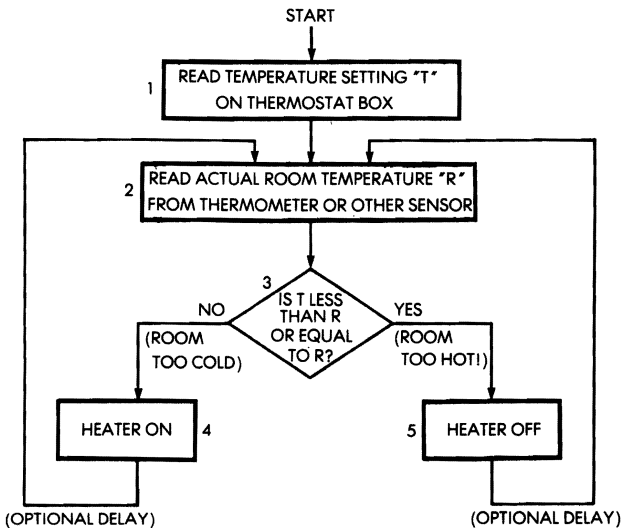 START
1
READ TEMPERATURE SETTING "T"
ON THERMOSTAT BOX
2
READ ACTUAL ROOM TEMPERATURE "R"
FROM THERMOMETER OR OTHER SENSOR
3
IS T LESS
THAN R
OR EQUAL
TO R?
NO
(ROOM
TOO COLD)
YES
(ROOM
TOO HOT!)
HEATER ON
4
5
HEATER OFF
(OPTIONAL DELAY)
(OPTIONAL DELAY)